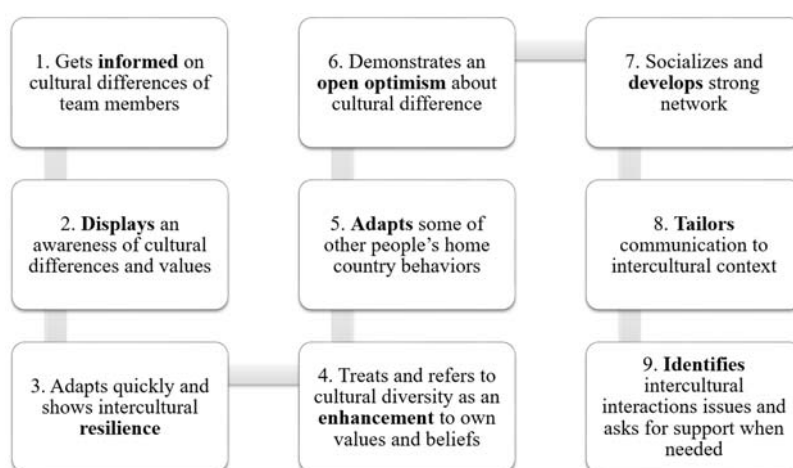 1. Gets informed on
cultural differences of
team members
2. Displays an
awareness of cultural
differences and values
3. Adapts quickly and
shows intercultural
resilience
4. Treats and refers to
cultural diversity as an
enhancement to own
values and beliefs
5. Adapts some of
other people's home
country behaviors
6. Demonstrates an
open optimism about
cultural difference
7. Socializes and
develops strong
network
8. Tailors
communication to
intercultural context
9. Identifies
intercultural
interactions issues and
asks for support when
needed